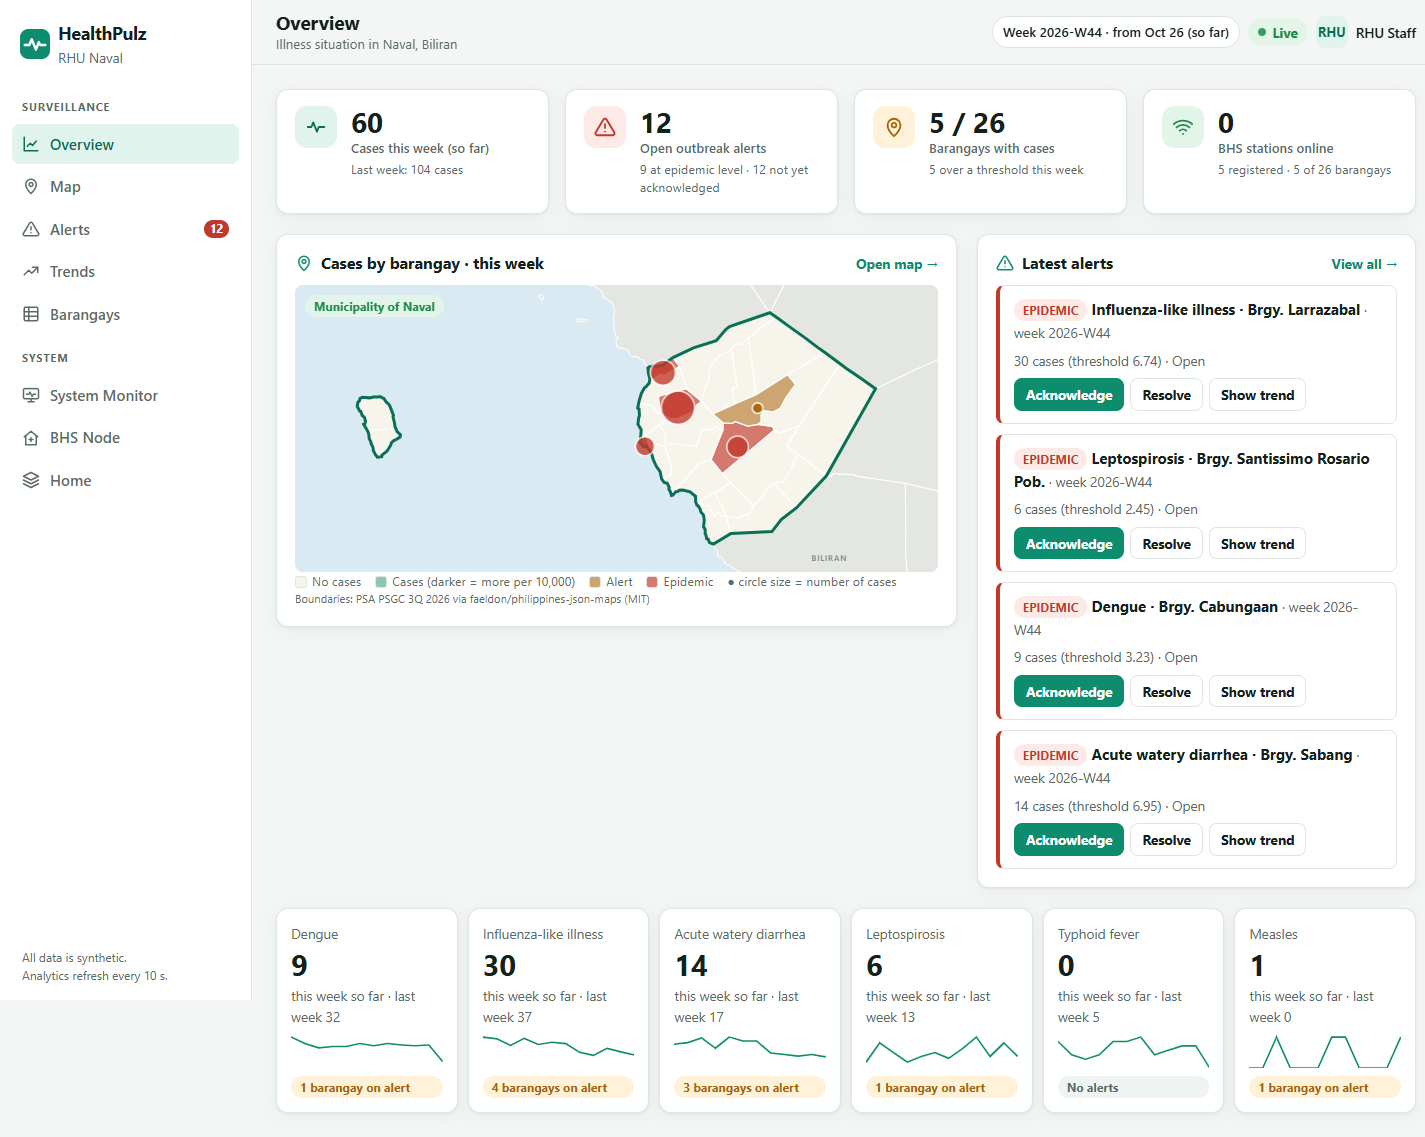 HealthPulz
RHU Naval
SURVEILLANCE
Overview
Map
Alerts
12
Trends
Barangays
SYSTEM
System Monitor
BHS Node
Home
All data is synthetic.
Analytics refresh every 10 s.
Overview
Illness situation in Naval, Biliran
Week 2026-W44 · from Oct 26 (so far)
Live
RHU
RHU Staff
60
Cases this week (so far)
Last week: 104 cases
12
Open outbreak alerts
9 at epidemic level · 12 not yet
acknowledged
5 / 26
Barangays with cases
5 over a threshold this week
0
BHS stations online
5 registered · 5 of 26 barangays
Cases by barangay · this week
Open map →
Municipality of Naval
BILIRAN
No cases
Cases (darker = more per 10,000)
Alert
Epidemic
● circle size = number of cases
Boundaries: PSA PSGC 3Q 2026 via faeldon/philippines-json-maps (MIT)
Latest alerts
View all →
EPIDEMIC Influenza-like illness · Brgy. Larrazabal ·
week 2026-W44
30 cases (threshold 6.74) · Open
Acknowledge Resolve Show trend
EPIDEMIC Leptospirosis · Brgy. Santissimo Rosario
Pob. · week 2026-W44
6 cases (threshold 2.45) · Open
Acknowledge Resolve Show trend
EPIDEMIC Dengue · Brgy. Cabungaan · week 2026-
W44
9 cases (threshold 3.23) · Open
Acknowledge Resolve Show trend
EPIDEMIC Acute watery diarrhea · Brgy. Sabang ·
week 2026-W44
14 cases (threshold 6.95) · Open
Acknowledge Resolve Show trend
Dengue
9
this week so far · last
week 32
1 barangay on alert
Influenza-like illness
30
this week so far · last
week 37
4 barangays on alert
Acute watery diarrhea
14
this week so far · last
week 17
3 barangays on alert
Leptospirosis
6
this week so far · last
week 13
1 barangay on alert
Typhoid fever
0
this week so far · last
week 5
No alerts
Measles
1
this week so far · last
week 0
1 barangay on alert